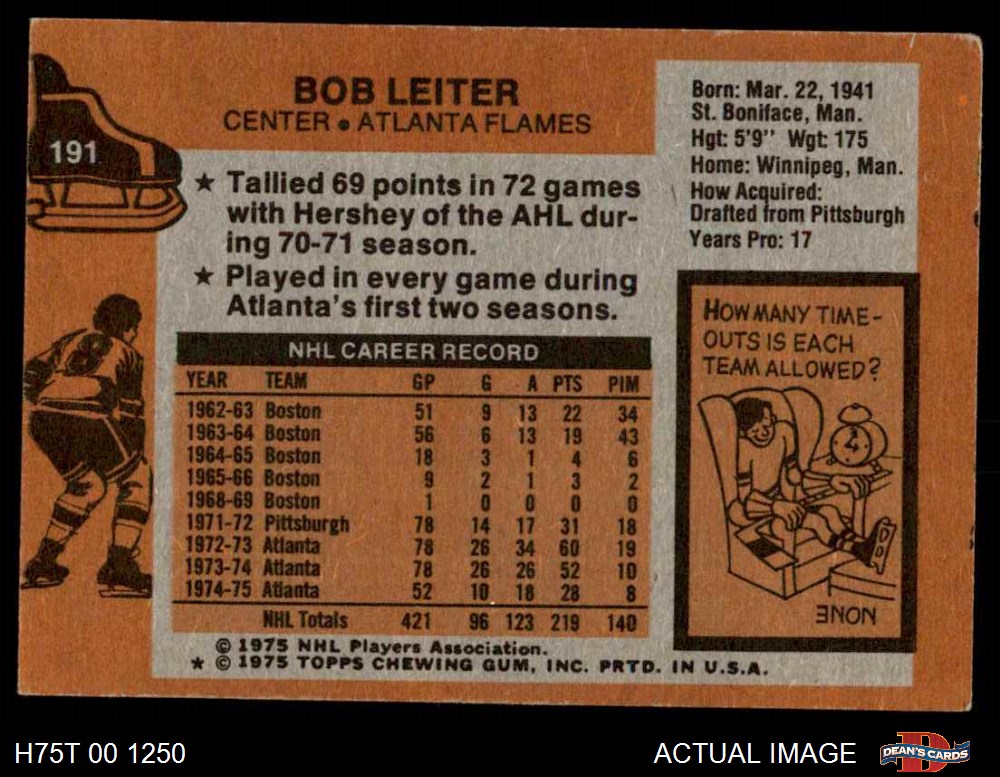 191
BOB LEITER
CENTER • ATLANTA FLAMES
★ Tallied 69 points in 72 games
with Hershey of the AHL dur-
ing 70-71 season.
★ Played in every game during
Atlanta's first two seasons.
Born: Mar. 22, 1941
St. Boniface, Man.
Hgt: 5'9" Wgt: 175
Home: Winnipeg, Man.
How Acquired:
Drafted from Pittsburgh
Years Pro: 17
NHL CAREER RECORD
YEAR TEAM GP G A PTS PIM
1962-63 Boston 51 9 13 22 34
1963-64 Boston 56 6 13 19 43
1964-65 Boston 18 3 1 4 6
1965-66 Boston 9 2 1 3 2
1968-69 Boston 1 0 0 0 0
1971-72 Pittsburgh 78 14 17 31 18
1972-73 Atlanta 78 26 34 60 19
1973-74 Atlanta 78 26 26 52 10
1974-75 Atlanta 52 10 18 28 8
NHL Totals 421 96 123 219 140
© 1975 NHL Players Association.
★ © 1975 TOPPS CHEWING GUM, INC. PRTD. IN U.S.A.
HOW MANY TIME-
OUTS IS EACH
TEAM ALLOWED?
4
NONE
8
H75T 00 1250
ACTUAL IMAGE
D
DEAN'S CARDS